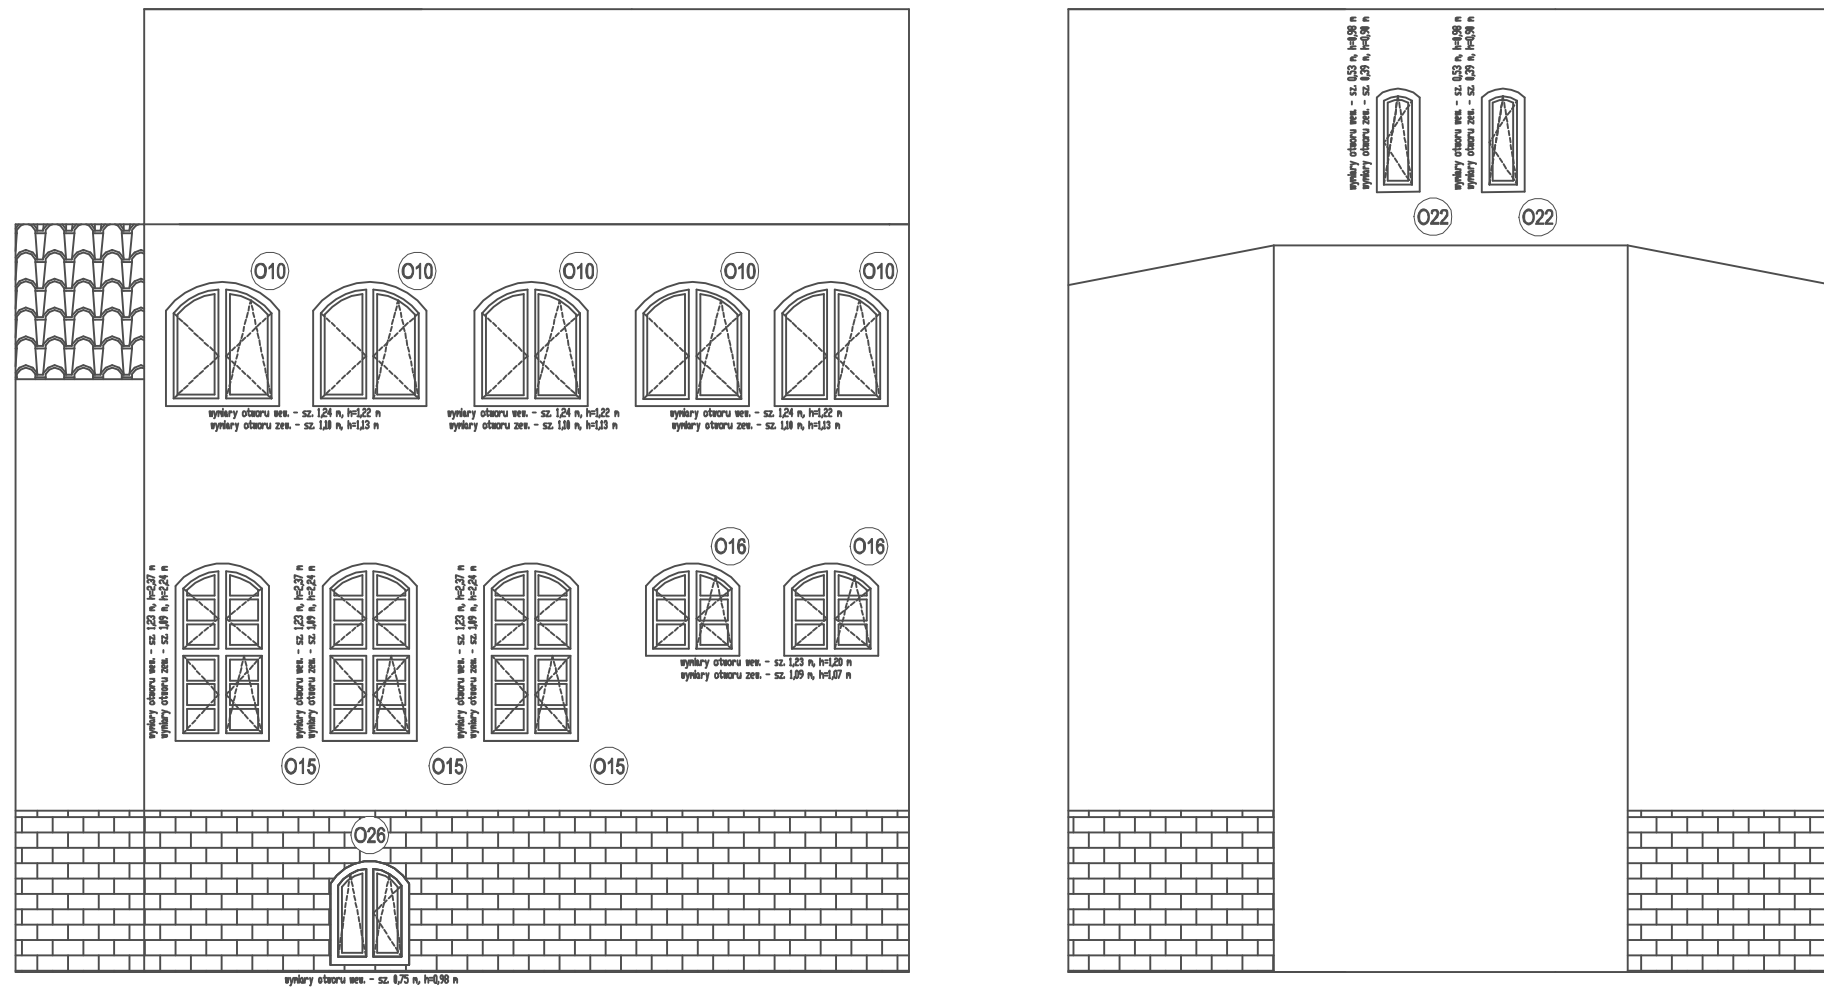 wymiary otworu wew. - sz. 0,53 m, h=0,98 m
wymiary otworu zew. - sz. 0,39 m, h=0,90 m
wymiary otworu wew. - sz. 0,53 m, h=0,98 m
wymiary otworu zew. - sz. 0,39 m, h=0,90 m
O22
O22
O10
O10
O10
O10
O10
wymiary otworu wew. - sz. 1,24 m, h=1,22 m
wymiary otworu zew. - sz. 1,10 m, h=1,13 m
wymiary otworu wew. - sz. 1,24 m, h=1,22 m
wymiary otworu zew. - sz. 1,10 m, h=1,13 m
wymiary otworu wew. - sz. 1,24 m, h=1,22 m
wymiary otworu zew. - sz. 1,10 m, h=1,13 m
O16
O16
wymiary otworu wew. - sz. 1,23 m, h=2,37 m
wymiary otworu zew. - sz. 1,09 m, h=2,24 m
wymiary otworu wew. - sz. 1,23 m, h=2,37 m
wymiary otworu zew. - sz. 1,09 m, h=2,24 m
wymiary otworu wew. - sz. 1,23 m, h=2,37 m
wymiary otworu zew. - sz. 1,09 m, h=2,24 m
wymiary otworu wew. - sz. 1,23 m, h=1,20 m
wymiary otworu zew. - sz. 1,09 m, h=1,07 m
O15
O15
O15
O26
wymiary otworu wew. - sz. 0,75 m, h=0,98 m